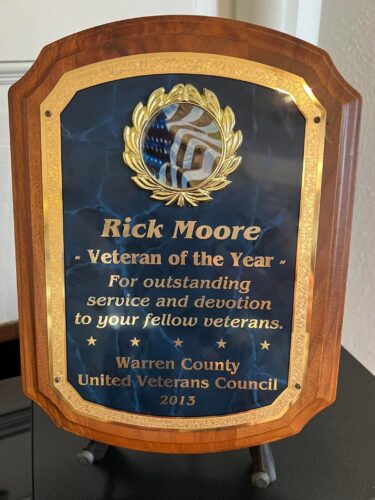 Rick Moore
- Veteran of the Year -
For outstanding
service and devotion
to your fellow veterans.
Warren County
United Veterans Council
2013